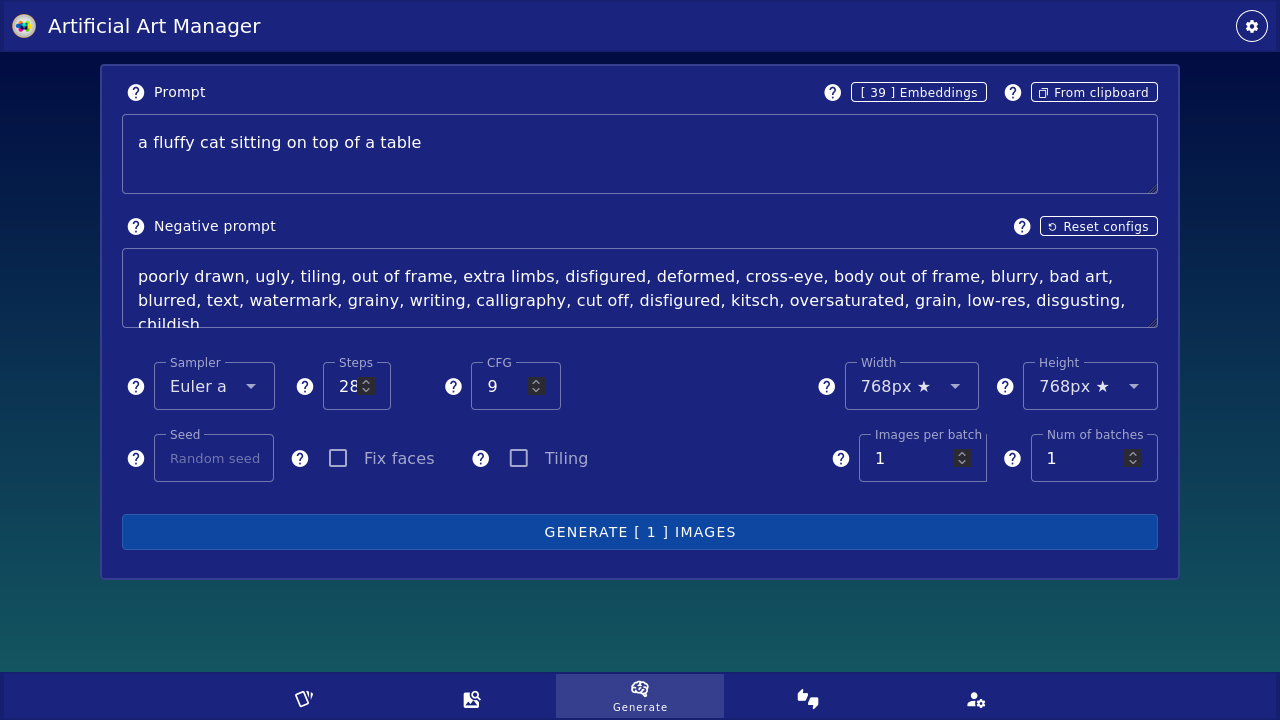 Artificial Art Manager
Prompt
[ 39 ] Embeddings
From clipboard
a fluffy cat sitting on top of a table
Negative prompt
Reset configs
poorly drawn, ugly, tiling, out of frame, extra limbs, disfigured, deformed, cross-eye, body out of frame, blurry, bad art,
blurred, text, watermark, grainy, writing, calligraphy, cut off, disfigured, kitsch, oversaturated, grain, low-res, disgusting,
childish
Sampler
Steps
CFG
Width
Height
Euler a
28
9
768px ★
768px ★
Seed
Images per batch
Num of batches
Random seed
Fix faces
Tiling
1
1
GENERATE [ 1 ] IMAGES
Generate